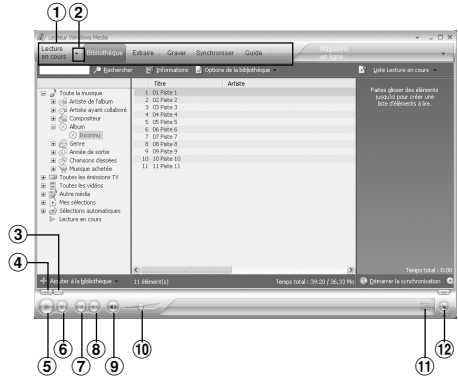 ① ②
Lecteur Windows Media
Lecture en cours Bibliothèque Extraire Graver Synchroniser Guide Magasins en ligne
Rechercher Informations Options de la bibliothèque Liste Lecture en cours
Titre Artiste
Toute la musique
Artiste de l'album
Artiste ayant collaboré
Compositeur
Album
Inconnu
Genre
Année de sortie
Chansons classées
Musique achetée
Toutes les émissions TV
Toutes les vidéos
Autre média
Mes sélections
Sélections automatiques
Lecture en cours
1 01 Piste 1
2 02 Piste 2
3 03 Piste 3
4 04 Piste 4
5 05 Piste 5
6 06 Piste 6
7 07 Piste 7
8 08 Piste 8
9 09 Piste 9
10 10 Piste 10
11 11 Piste 11
Faites glisser des éléments
jusqu'ici pour créer une
liste d'éléments à lire.
Temps total : 0:00
Ajouter à la bibliothèque 11 élément(s) Temps total : 39:20 / 36,33 Mo Démarrer la synchronisation
③
④
⑤ ⑥ ⑦ ⑧ ⑨ ⑩ ⑪ ⑫